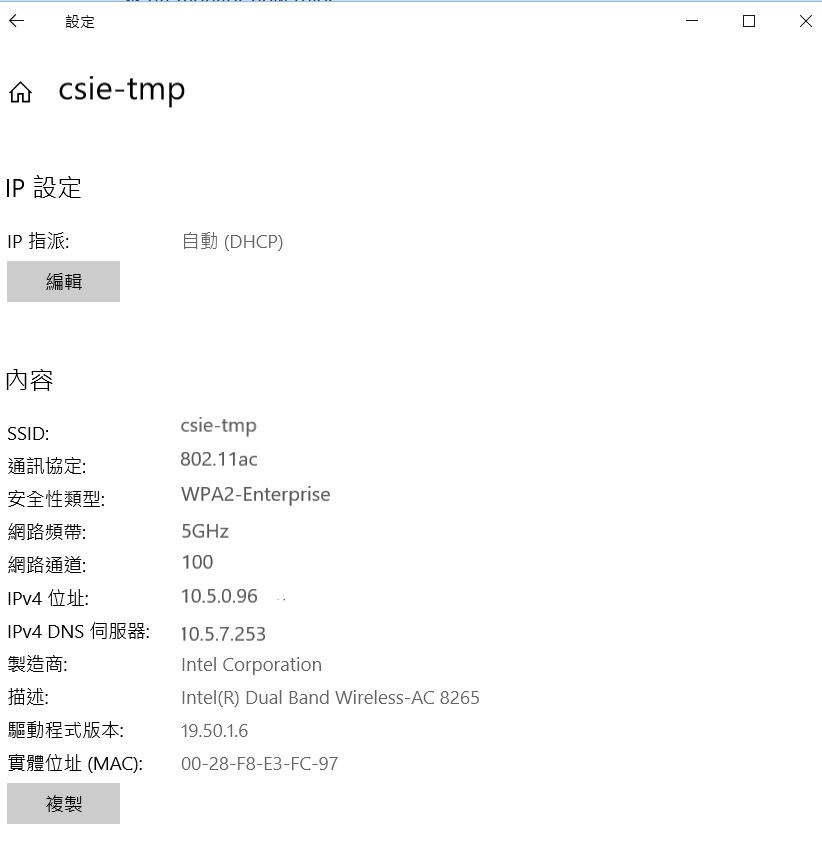 設定
csie-tmp
IP 設定
IP 指派: 自動 (DHCP)
編輯
內容
SSID: csie-tmp
通訊協定: 802.11ac
安全性類型: WPA2-Enterprise
網路頻帶: 5GHz
網路通道: 100
IPv4 位址: 10.5.0.96
IPv4 DNS 伺服器: 10.5.7.253
製造商: Intel Corporation
描述: Intel(R) Dual Band Wireless-AC 8265
驅動程式版本: 19.50.1.6
實體位址 (MAC): 00-28-F8-E3-FC-97
複製